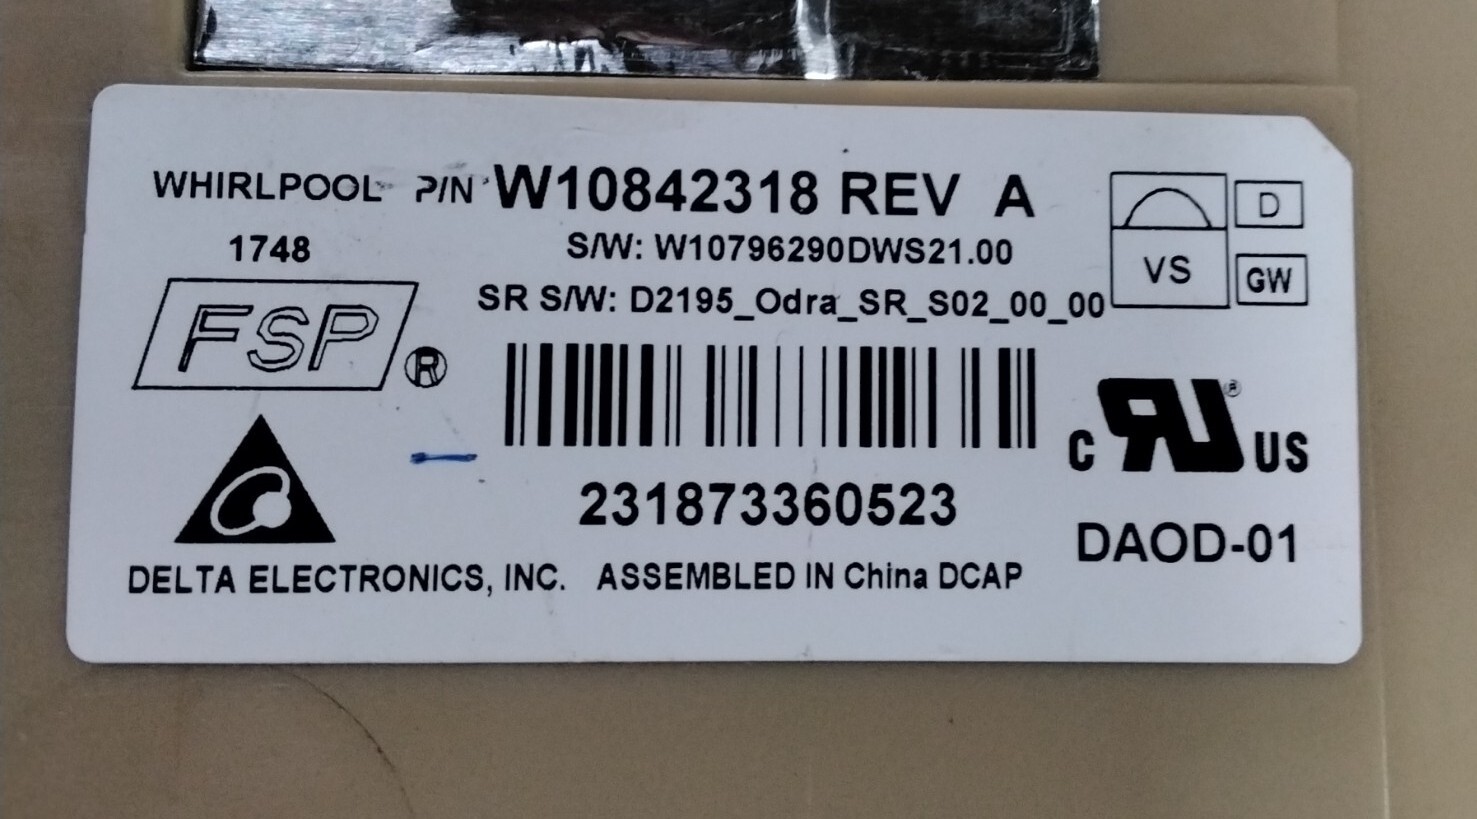 WHIRLPOOL P/N W10842318 REV A
1748
S/W: W10796290DWS21.00
SR S/W: D2195_Odra_SR_S02_00_00
D
VS
GW
FSP®
231873360523
C RU® US
DAOD-01
DELTA ELECTRONICS, INC. ASSEMBLED IN China DCAP